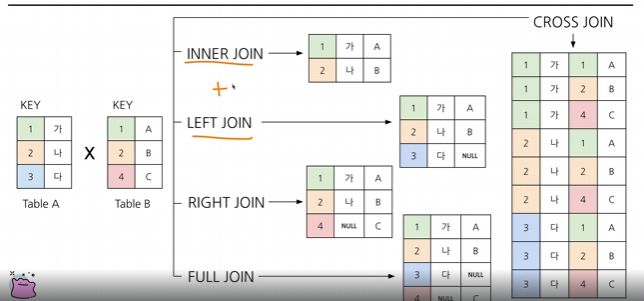 CROSS JOIN
INNER JOIN
1 가 A
2 나 B
+
LEFT JOIN
1 가 A
2 나 B
3 다 NULL
KEY
1 가
2 나
3 다
Table A
X
KEY
1 A
2 B
4 C
Table B
RIGHT JOIN
1 가 A
2 나 B
4 NULL C
FULL JOIN
1 가 A
2 나 B
3 다 NULL
4 NULL C
1 가 1 A
1 가 2 B
1 가 4 C
2 나 1 A
2 나 2 B
2 나 4 C
3 다 1 A
3 다 2 B
3 다 4 C